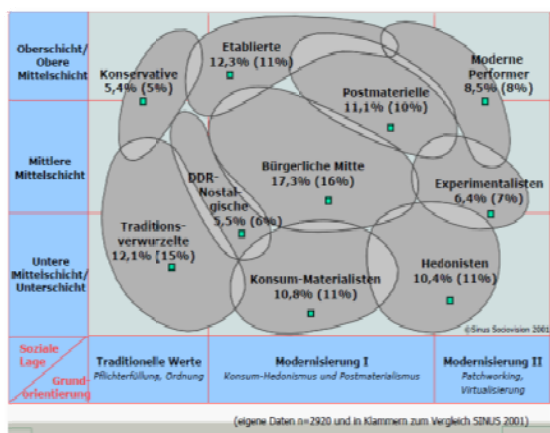 Oberschicht/
Obere
Mittelschicht
Mittlere
Mittelschicht
Untere
Mittelschicht/
Unterschicht
Konservative
5,4% (5%)
Etablierte
12,3% (11%)
Postmaterielle
11,1% (10%)
Moderne
Performer
8,5% (8%)
DDR-
Nostal-
gische
5,5% (6%)
Bürgerliche Mitte
17,3% (16%)
Experimentalisten
6,4% (7%)
Traditions-
verwurzelte
12,1% (15%)
Konsum-Materialisten
10,8% (11%)
Hedonisten
10,4% (11%)
©Sinus Sociovision 2001
Soziale
Lage
Grund-
orientierung
Traditionelle Werte
Pflichterfüllung, Ordnung
Modernisierung I
Konsum-Hedonismus und Postmaterialismus
Modernisierung II
Patchworking,
Virtualisierung
(eigene Daten n=2920 und in Klammern zum Vergleich SINUS 2001)